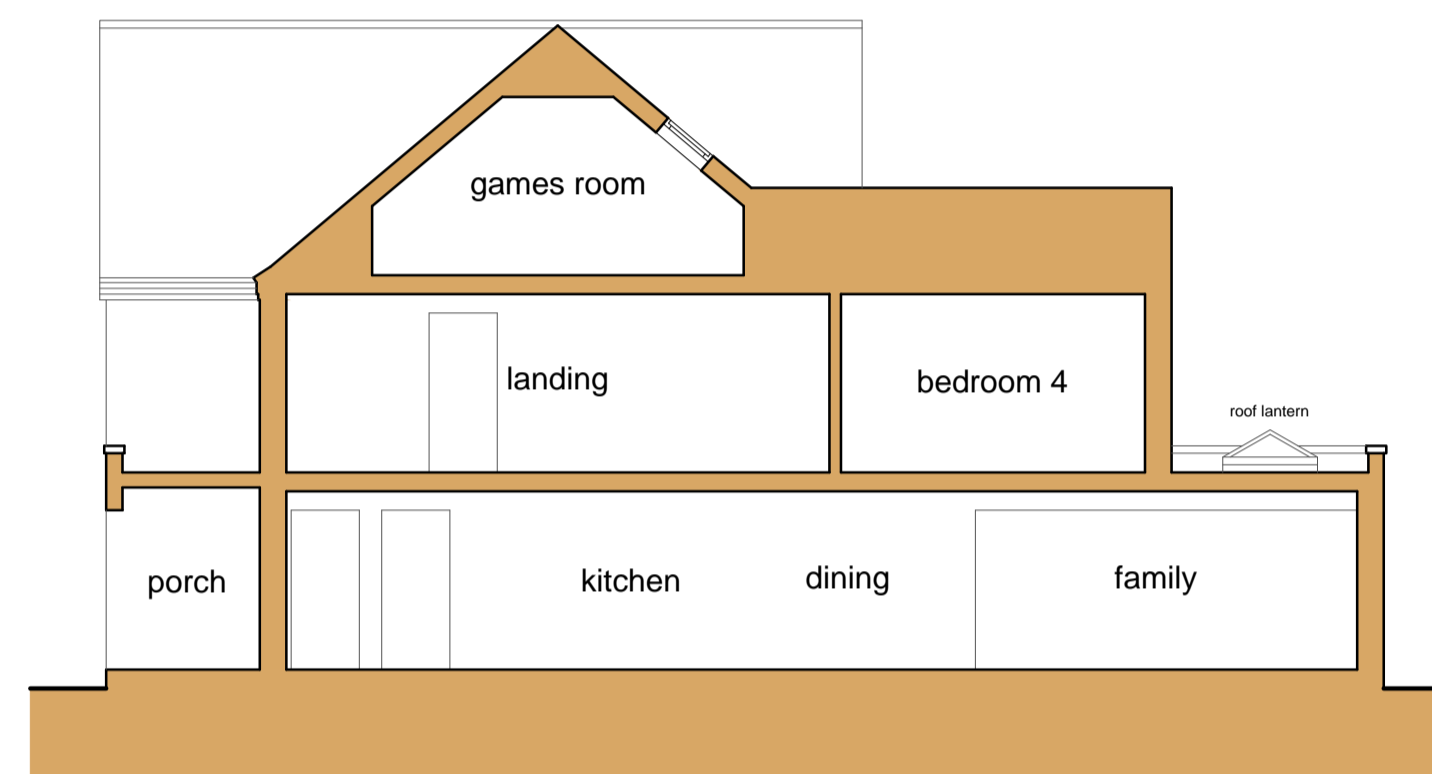 games room
landing
bedroom 4
roof lantern
porch
kitchen
dining
family